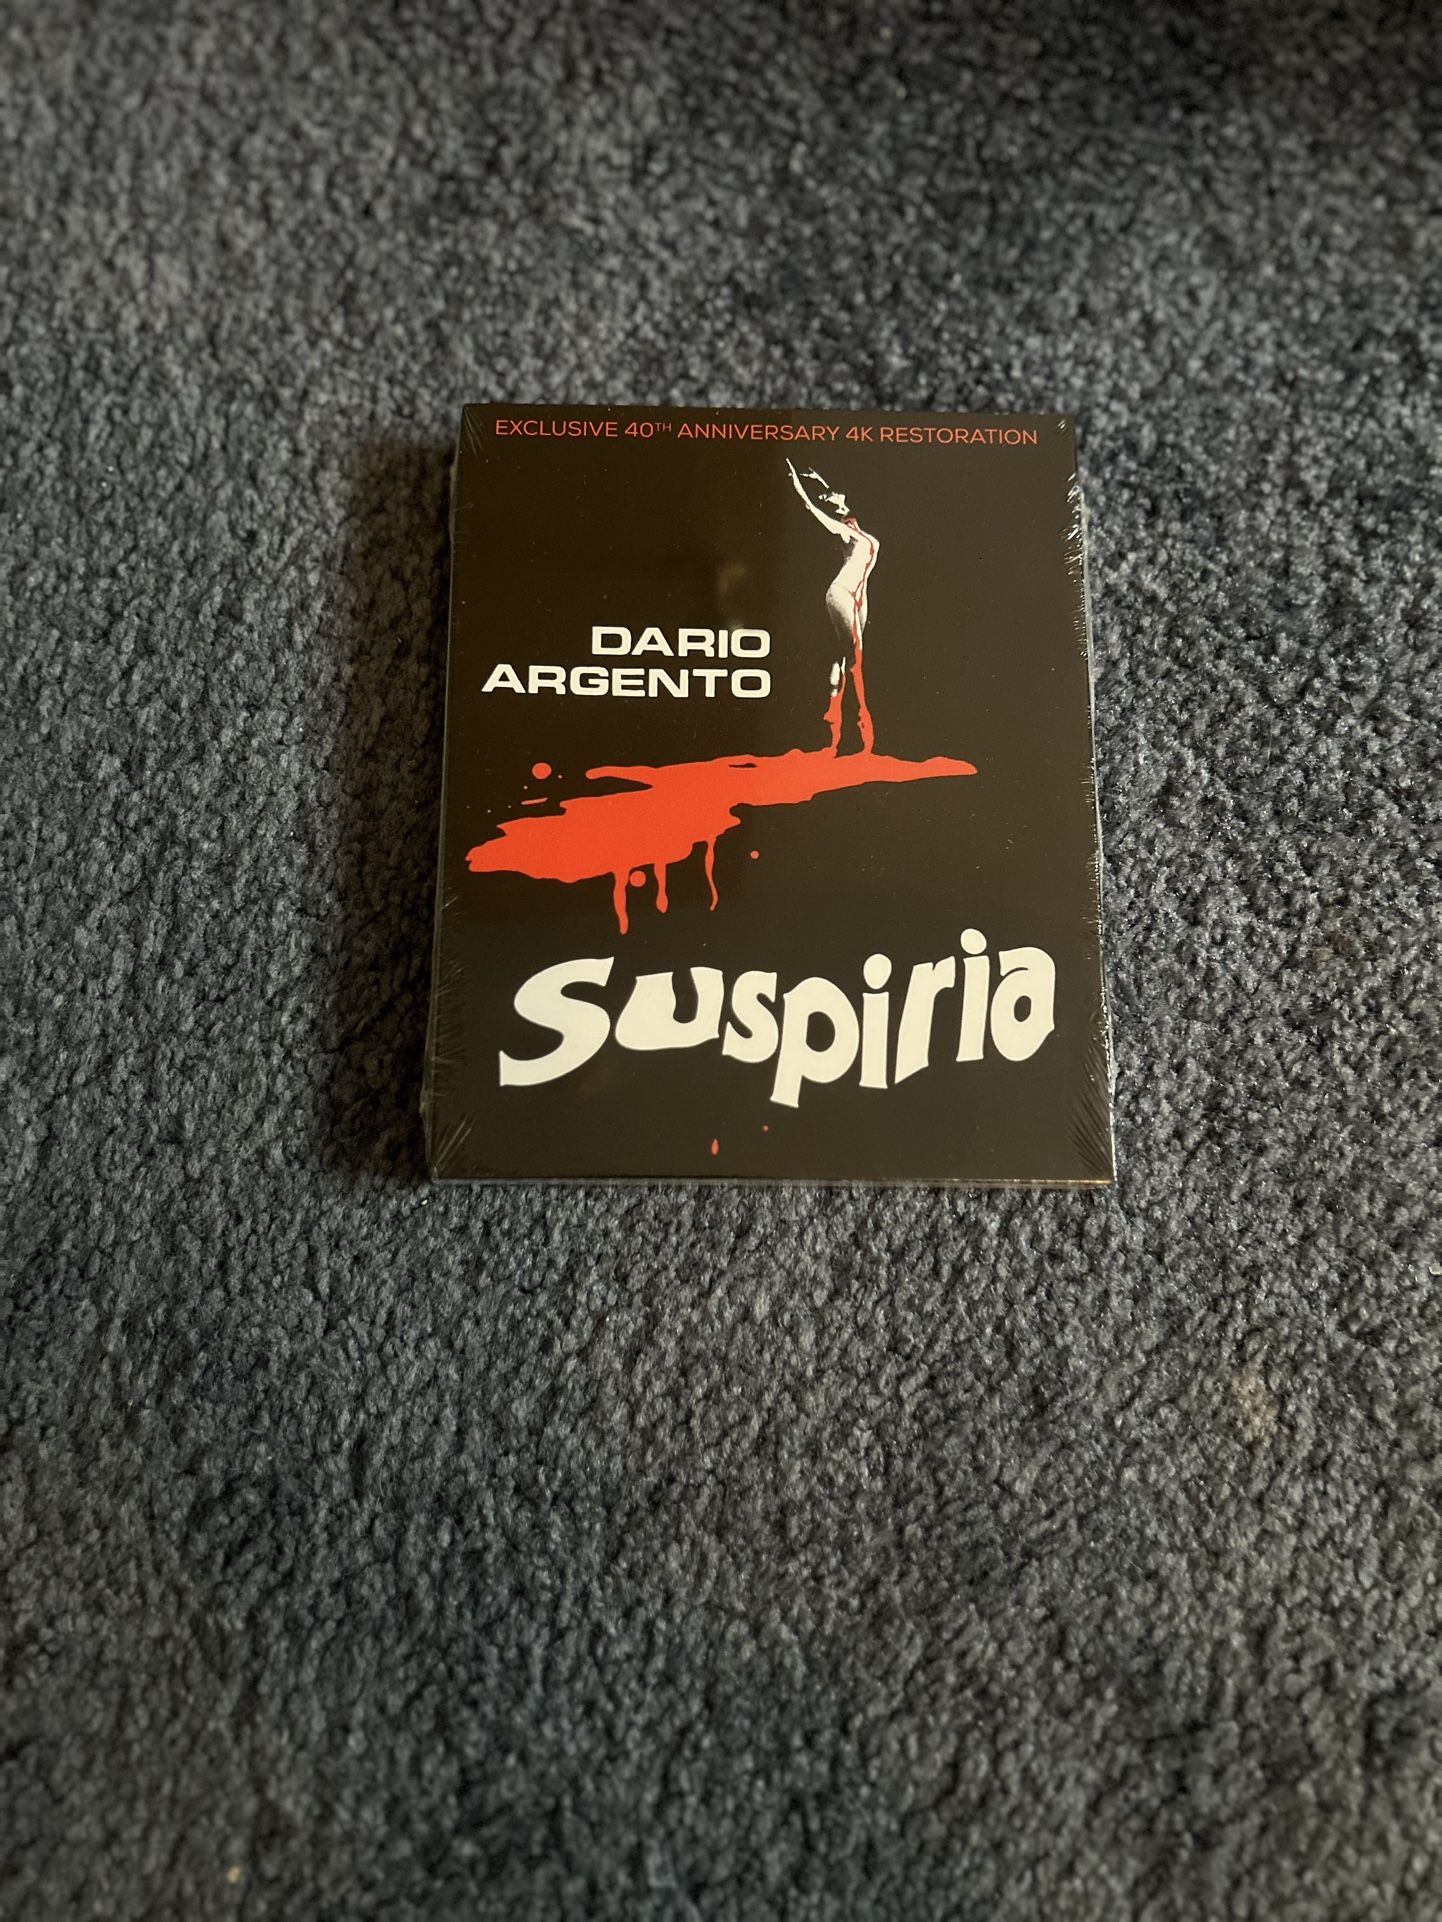 EXCLUSIVE 40TH ANNIVERSARY 4K RESTORATION
DARIO
ARGENTO
Suspiria